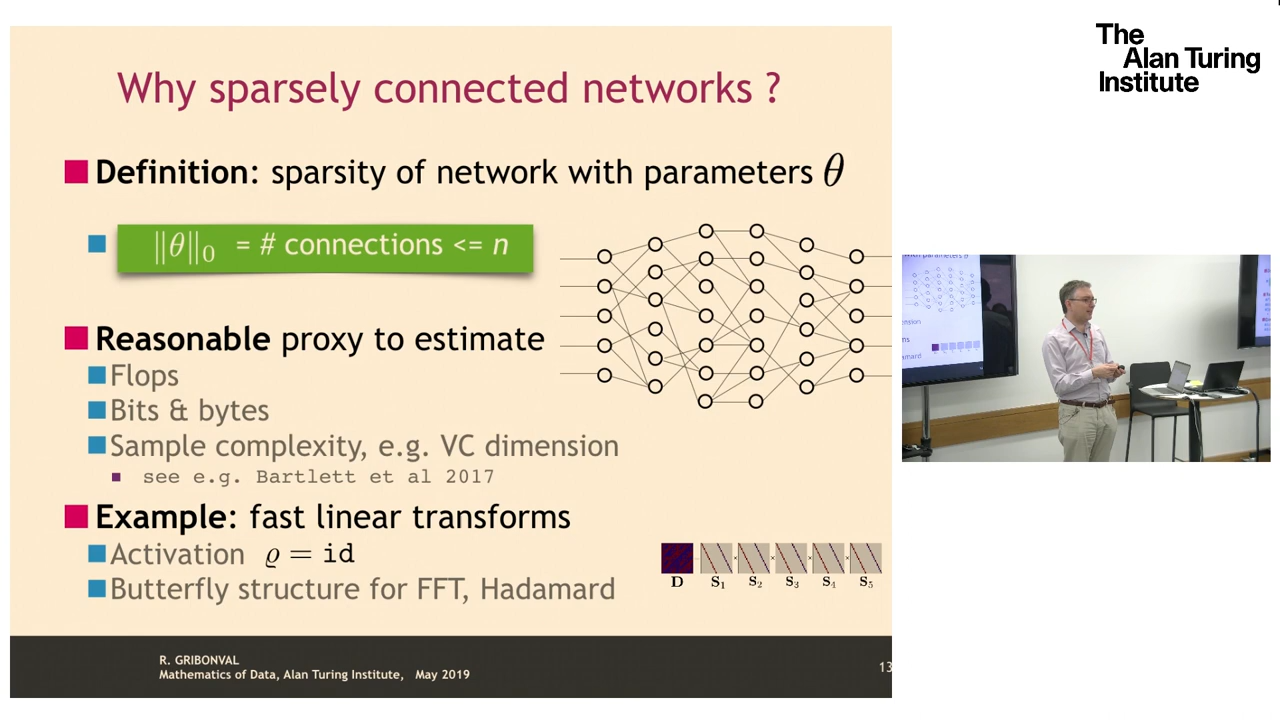 Why sparsely connected networks ?
Definition: sparsity of network with parameters θ
‖θ‖₀ = # connections <= n
Reasonable proxy to estimate
Flops
Bits & bytes
Sample complexity, e.g. VC dimension
see e.g. Bartlett et al 2017
Example: fast linear transforms
Activation ϱ = id
Butterfly structure for FFT, Hadamard
D S₁ S₂ S₃ S₄ S₅
R. GRIBONVAL
Mathematics of Data, Alan Turing Institute, May 2019
13
The
Alan Turing
Institute